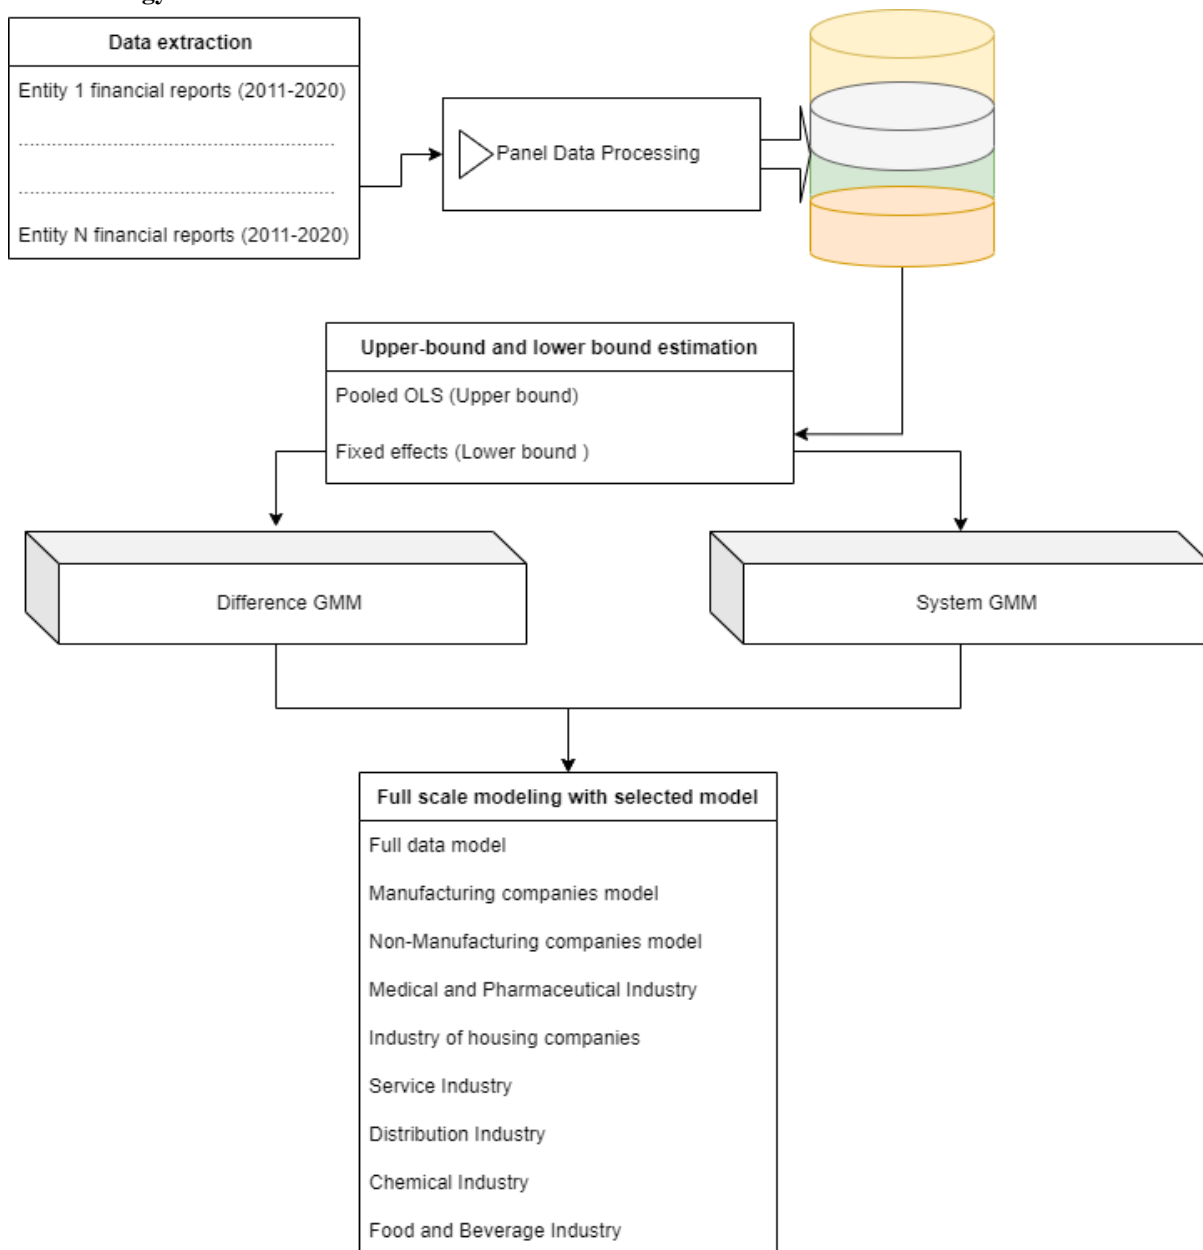 Data extraction
Entity 1 financial reports (2011-2020)
Entity N financial reports (2011-2020)
Panel Data Processing
Upper-bound and lower bound estimation
Pooled OLS (Upper bound)
Fixed effects (Lower bound )
Difference GMM
System GMM
Full scale modeling with selected model
Full data model
Manufacturing companies model
Non-Manufacturing companies model
Medical and Pharmaceutical Industry
Industry of housing companies
Service Industry
Distribution Industry
Chemical Industry
Food and Beverage Industry